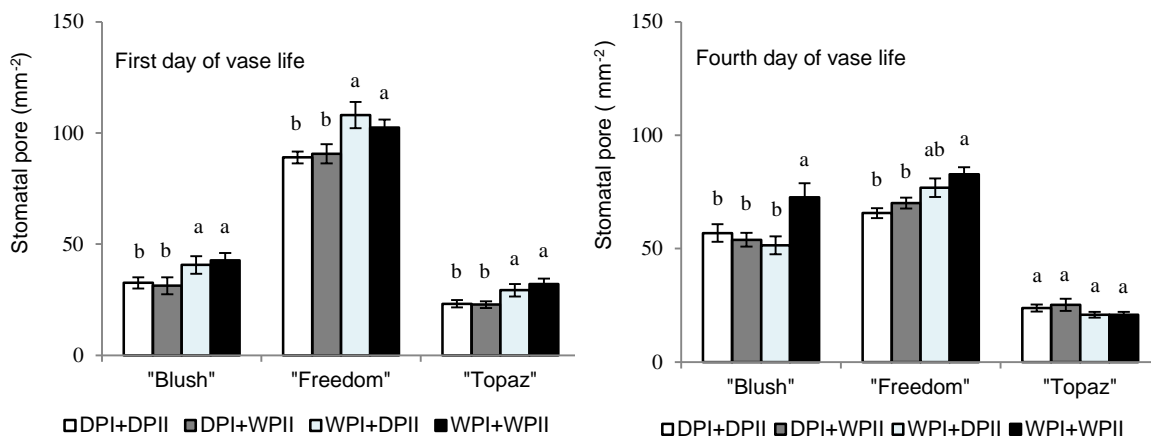 150
100
50
0
Stomatal pore (mm-2)
First day of vase life
b b a a
b b a a
b b a a
"Blush" "Freedom" "Topaz"
DPI+DPII DPI+WPII WPI+DPII WPI+WPII
150
100
50
0
Stomatal pore ( mm-2)
Fourth day of vase life
b b b a
b b ab a
a a a a
"Blush" "Freedom" "Topaz"
DPI+DPII DPI+WPII WPI+DPII WPI+WPII